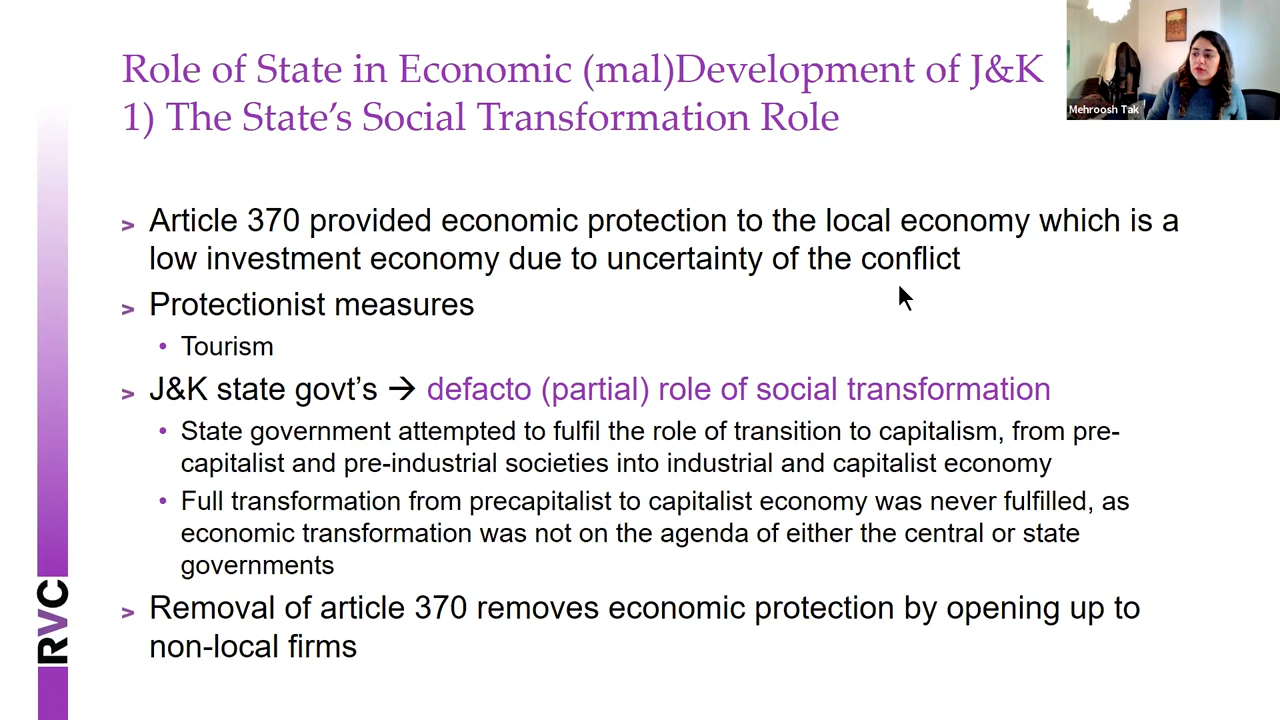 Role of State in Economic (mal)Development of J&K
1) The State's Social Transformation Role
Mehroosh Tak
> Article 370 provided economic protection to the local economy which is a
low investment economy due to uncertainty of the conflict
> Protectionist measures
• Tourism
> J&K state govt's → defacto (partial) role of social transformation
• State government attempted to fulfil the role of transition to capitalism, from pre-
capitalist and pre-industrial societies into industrial and capitalist economy
• Full transformation from precapitalist to capitalist economy was never fulfilled, as
economic transformation was not on the agenda of either the central or state
governments
> Removal of article 370 removes economic protection by opening up to
non-local firms
RVC